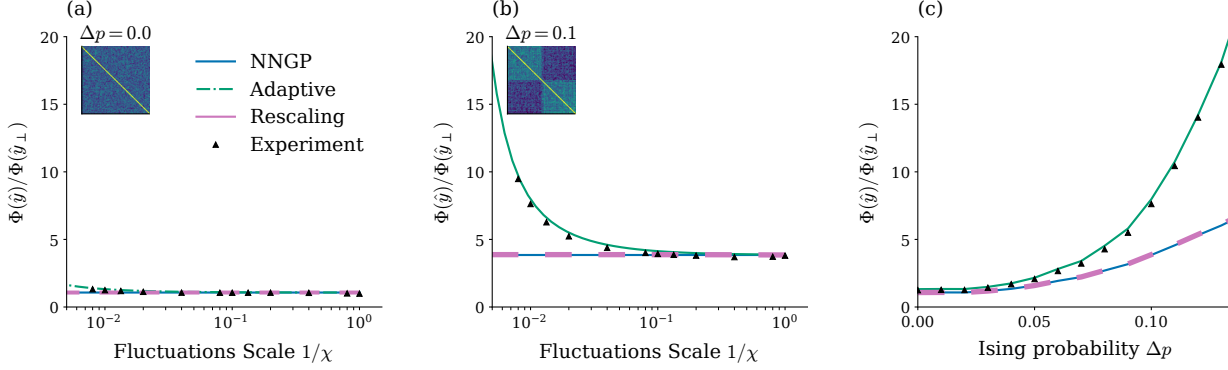 (a)
Δp = 0.0
Φ(ŷ)/Φ(ŷ⊥)
20
15
10
5
0
10⁻²
10⁻¹
10⁰
Fluctuations Scale 1/χ
NNGP
Adaptive
Rescaling
Experiment
(b)
Δp = 0.1
Φ(ŷ)/Φ(ŷ⊥)
20
15
10
5
0
10⁻²
10⁻¹
10⁰
Fluctuations Scale 1/χ
(c)
Φ(ŷ)/Φ(ŷ⊥)
20
15
10
5
0
0.00
0.05
0.10
Ising probability Δp